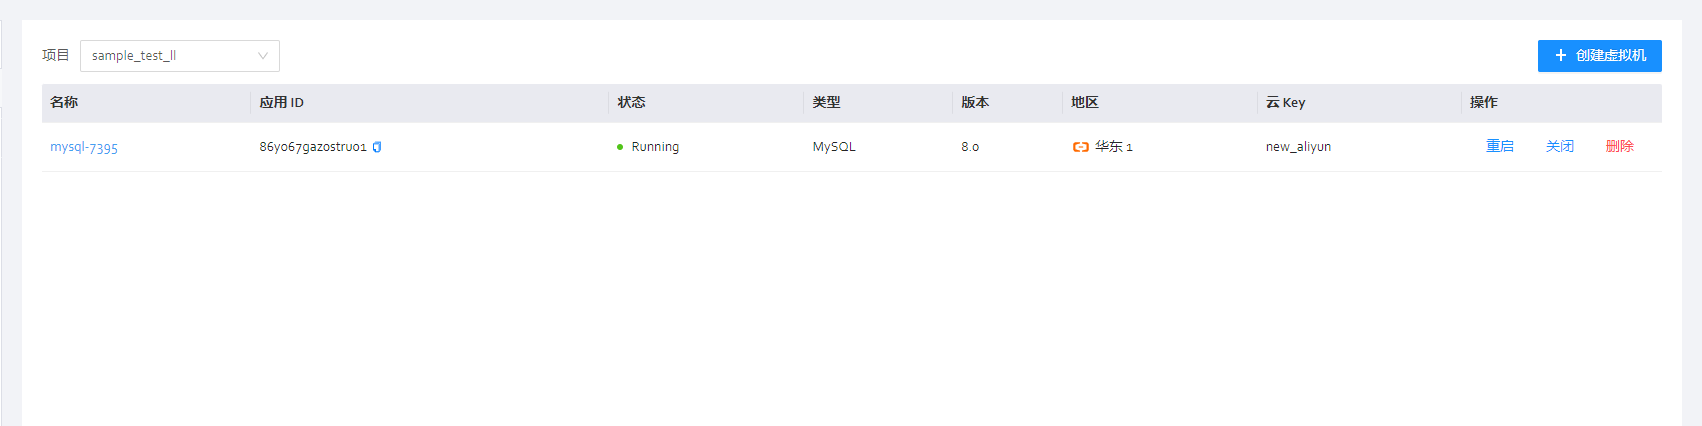 项目 sample_test_ll 创建虚拟机
名称 应用 ID 状态 类型 版本 地区 云 Key 操作
mysql-7395 86yo67gazostruo1 Running MySQL 8.0 华东 1 new_aliyun 重启 关闭 删除